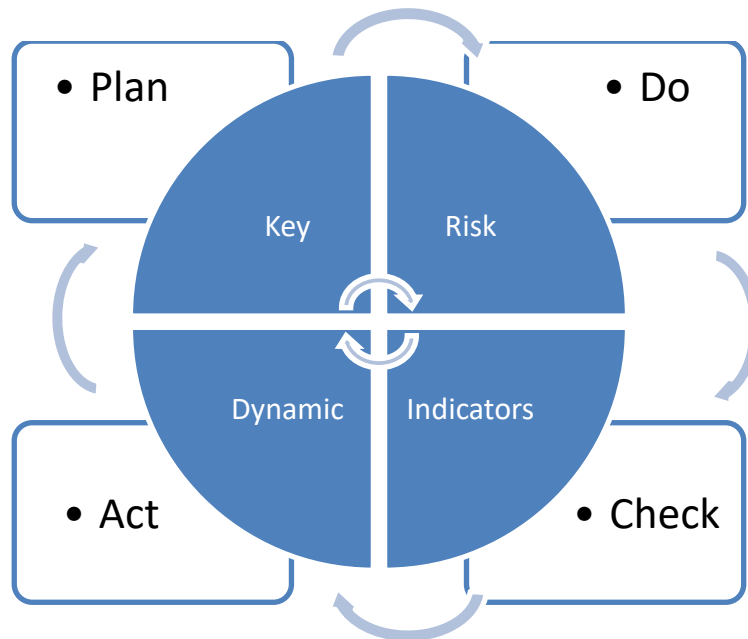 • Plan
• Do
Key
Risk
Dynamic
Indicators
• Act
• Check